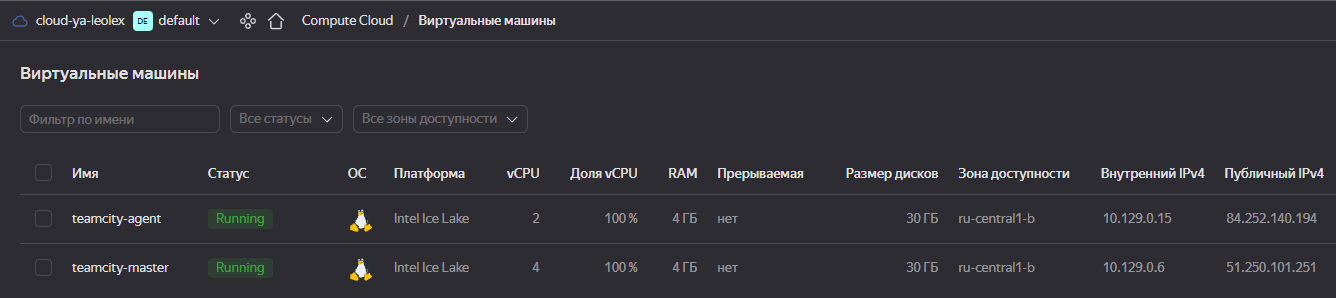 cloud-ya-leolex DE default Compute Cloud / Виртуальные машины
Виртуальные машины
Фильтр по имени Все статусы Все зоны доступности
Имя Статус ОС Платформа vCPU Доля vCPU RAM Прерываемая Размер дисков Зона доступности Внутренний IPv4 Публичный IPv4
teamcity-agent Running Intel Ice Lake 2 100 % 4 ГБ нет 30 ГБ ru-central1-b 10.129.0.15 84.252.140.194
teamcity-master Running Intel Ice Lake 4 100 % 4 ГБ нет 30 ГБ ru-central1-b 10.129.0.6 51.250.101.251